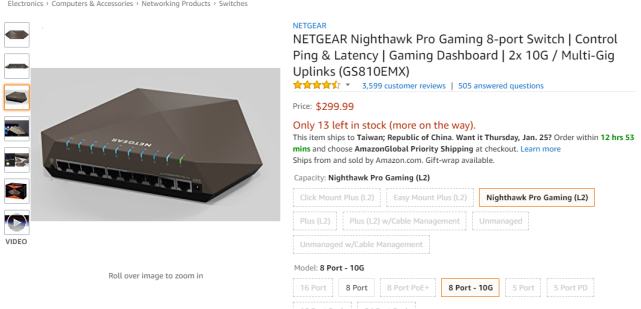 Electronics › Computers & Accessories › Networking Products › Switches
NETGEAR
NETGEAR Nighthawk Pro Gaming 8-port Switch | Control
Ping & Latency | Gaming Dashboard | 2x 10G / Multi-Gig
Uplinks (GS810EMX)
3,599 customer reviews | 505 answered questions
Price: $299.99
Only 13 left in stock (more on the way).
This item ships to Taiwan; Republic of China. Want it Thursday, Jan. 25? Order within 12 hrs 53
mins and choose AmazonGlobal Priority Shipping at checkout. Learn more
Ships from and sold by Amazon.com. Gift-wrap available.
Capacity: Nighthawk Pro Gaming (L2)
Click Mount Plus (L2) Easy Mount Plus (L2) Nighthawk Pro Gaming (L2)
Plus (L2) Plus (L2) w/Cable Management Unmanaged
Unmanaged w/Cable Management
Model: 8 Port - 10G
16 Port 8 Port 8 Port PoE+ 8 Port - 10G 5 Port 5 Port PD
NETGEAR
VIDEO
Roll over image to zoom in